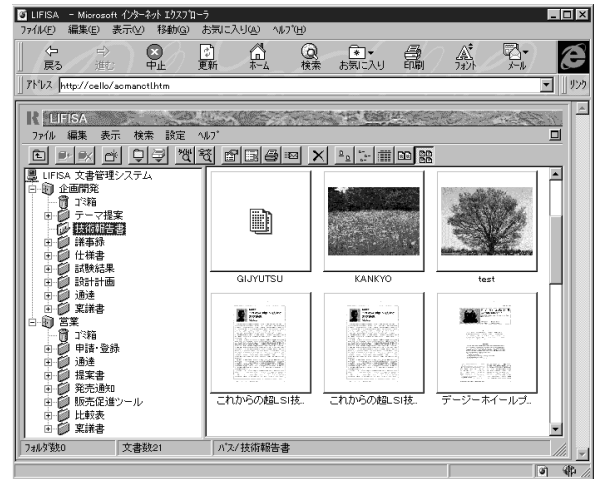 LIFISA - Microsoft インターネット エクスプローラ
ファイル(F) 編集(E) 表示(V) 移動(G) お気に入り(A) ヘルプ(H)
戻る 進む 中止 更新 ホーム 検索 お気に入り 印刷 フォント メール
アドレス http://cello/acmanctl.htm リンク
LIFISA
ファイル 編集 表示 検索 設定 ヘルプ
LIFISA 文書管理システム
企画開発
ゴミ箱
テーマ提案
技術報告書
議事録
仕様書
試験結果
設計計画
通達
稟議書
営業
ゴミ箱
申請・登録
通達
提案書
発売通知
販売促進ツール
比較表
稟議書
GIJYUTSU KANKYO test
これからの超LSI技.. これからの超LSI技.. デージーホイールプ..
フォルダ数0 文書数21 パス/技術報告書